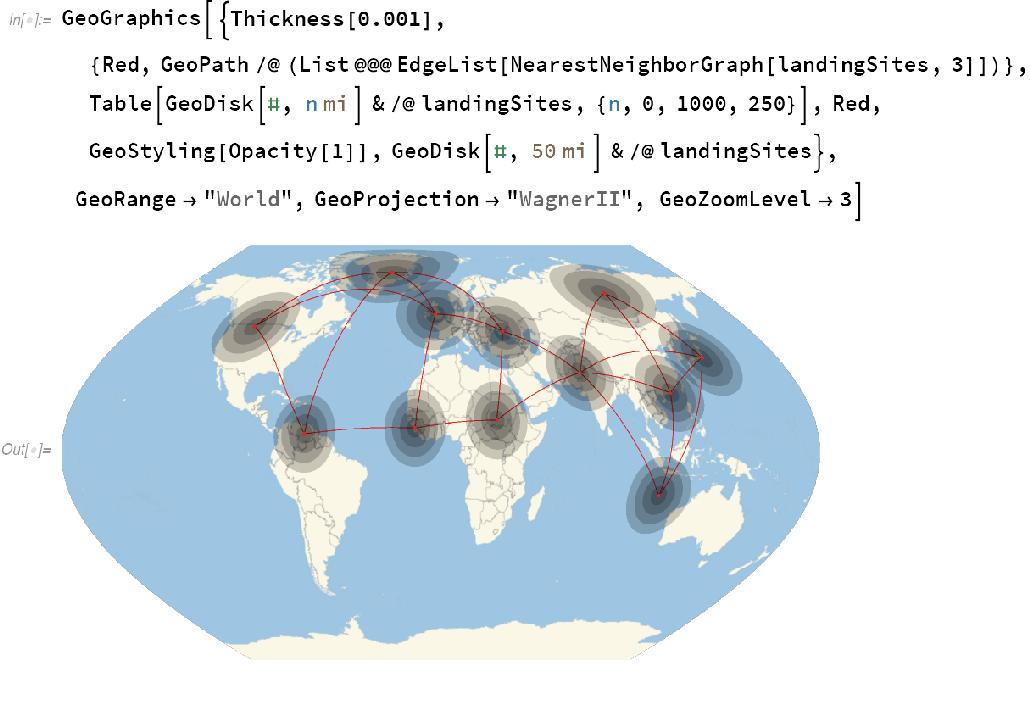 In[•]:= GeoGraphics[{Thickness[0.001],
{Red, GeoPath /@ (List @@@ EdgeList[NearestNeighborGraph[landingSites, 3]])},
Table[GeoDisk[#, n mi] & /@ landingSites, {n, 0, 1000, 250}], Red,
GeoStyling[Opacity[1]], GeoDisk[#, 50 mi] & /@ landingSites},
GeoRange → "World", GeoProjection → "WagnerII", GeoZoomLevel → 3]
Out[•]=